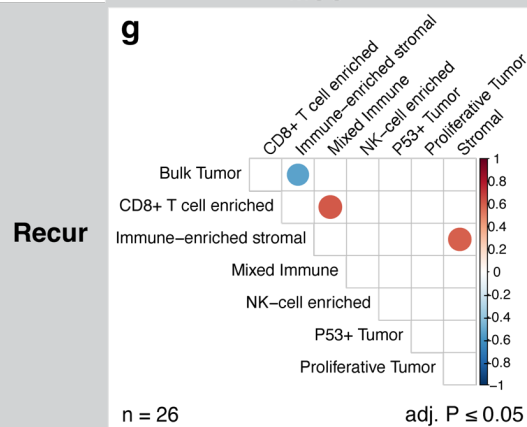 g
CD8+ T cell enriched
Immune−enriched stromal
Mixed Immune
NK−cell enriched
P53+ Tumor
Proliferative Tumor
Stromal
Bulk Tumor
CD8+ T cell enriched
Immune−enriched stromal
Mixed Immune
NK−cell enriched
P53+ Tumor
Proliferative Tumor
Recur
1
0.8
0.6
0.4
0.2
0
−0.2
−0.4
−0.6
−0.8
−1
n = 26
adj. P ≤ 0.05